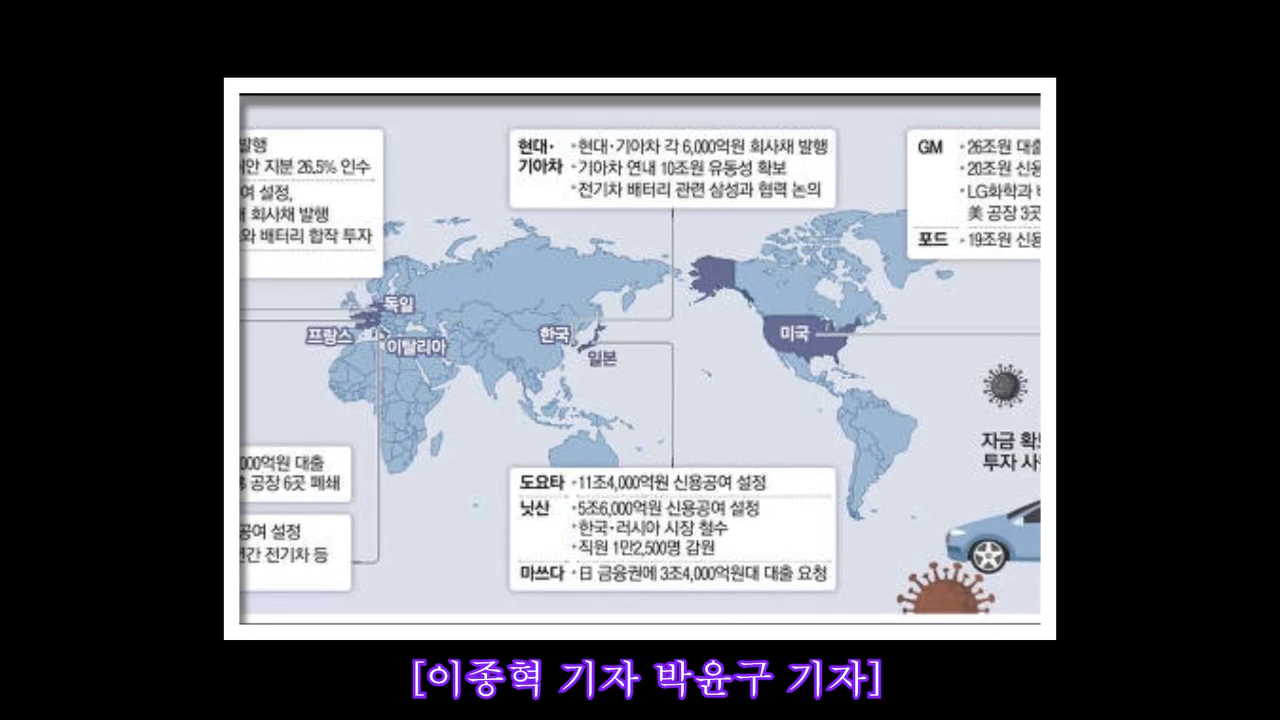 발행
지분 26.5% 인수
여 설정,
회사채 발행
와 배터리 합작 투자
현대·기아차
·현대·기아차 각 6,000억원 회사채 발행
·기아차 연내 10조원 유동성 확보
·전기차 배터리 관련 삼성과 협력 논의
GM
·26조원 대출
·20조원 신용
·LG화학과
美 공장 3곳
포드 ·19조원 신용
독일
프랑스
이탈리아
한국
일본
미국
000억원 대출
공장 6곳 폐쇄
공여 설정
년간 전기차 등
도요타 ·11조4,000억원 신용공여 설정
닛산 ·5조6,000억원 신용공여 설정
·한국·러시아 시장 철수
·직원 1만2,500명 감원
마쓰다 ·日 금융권에 3조4,000억원대 대출 요청
자금
투자
[이종혁 기자 박윤구 기자]